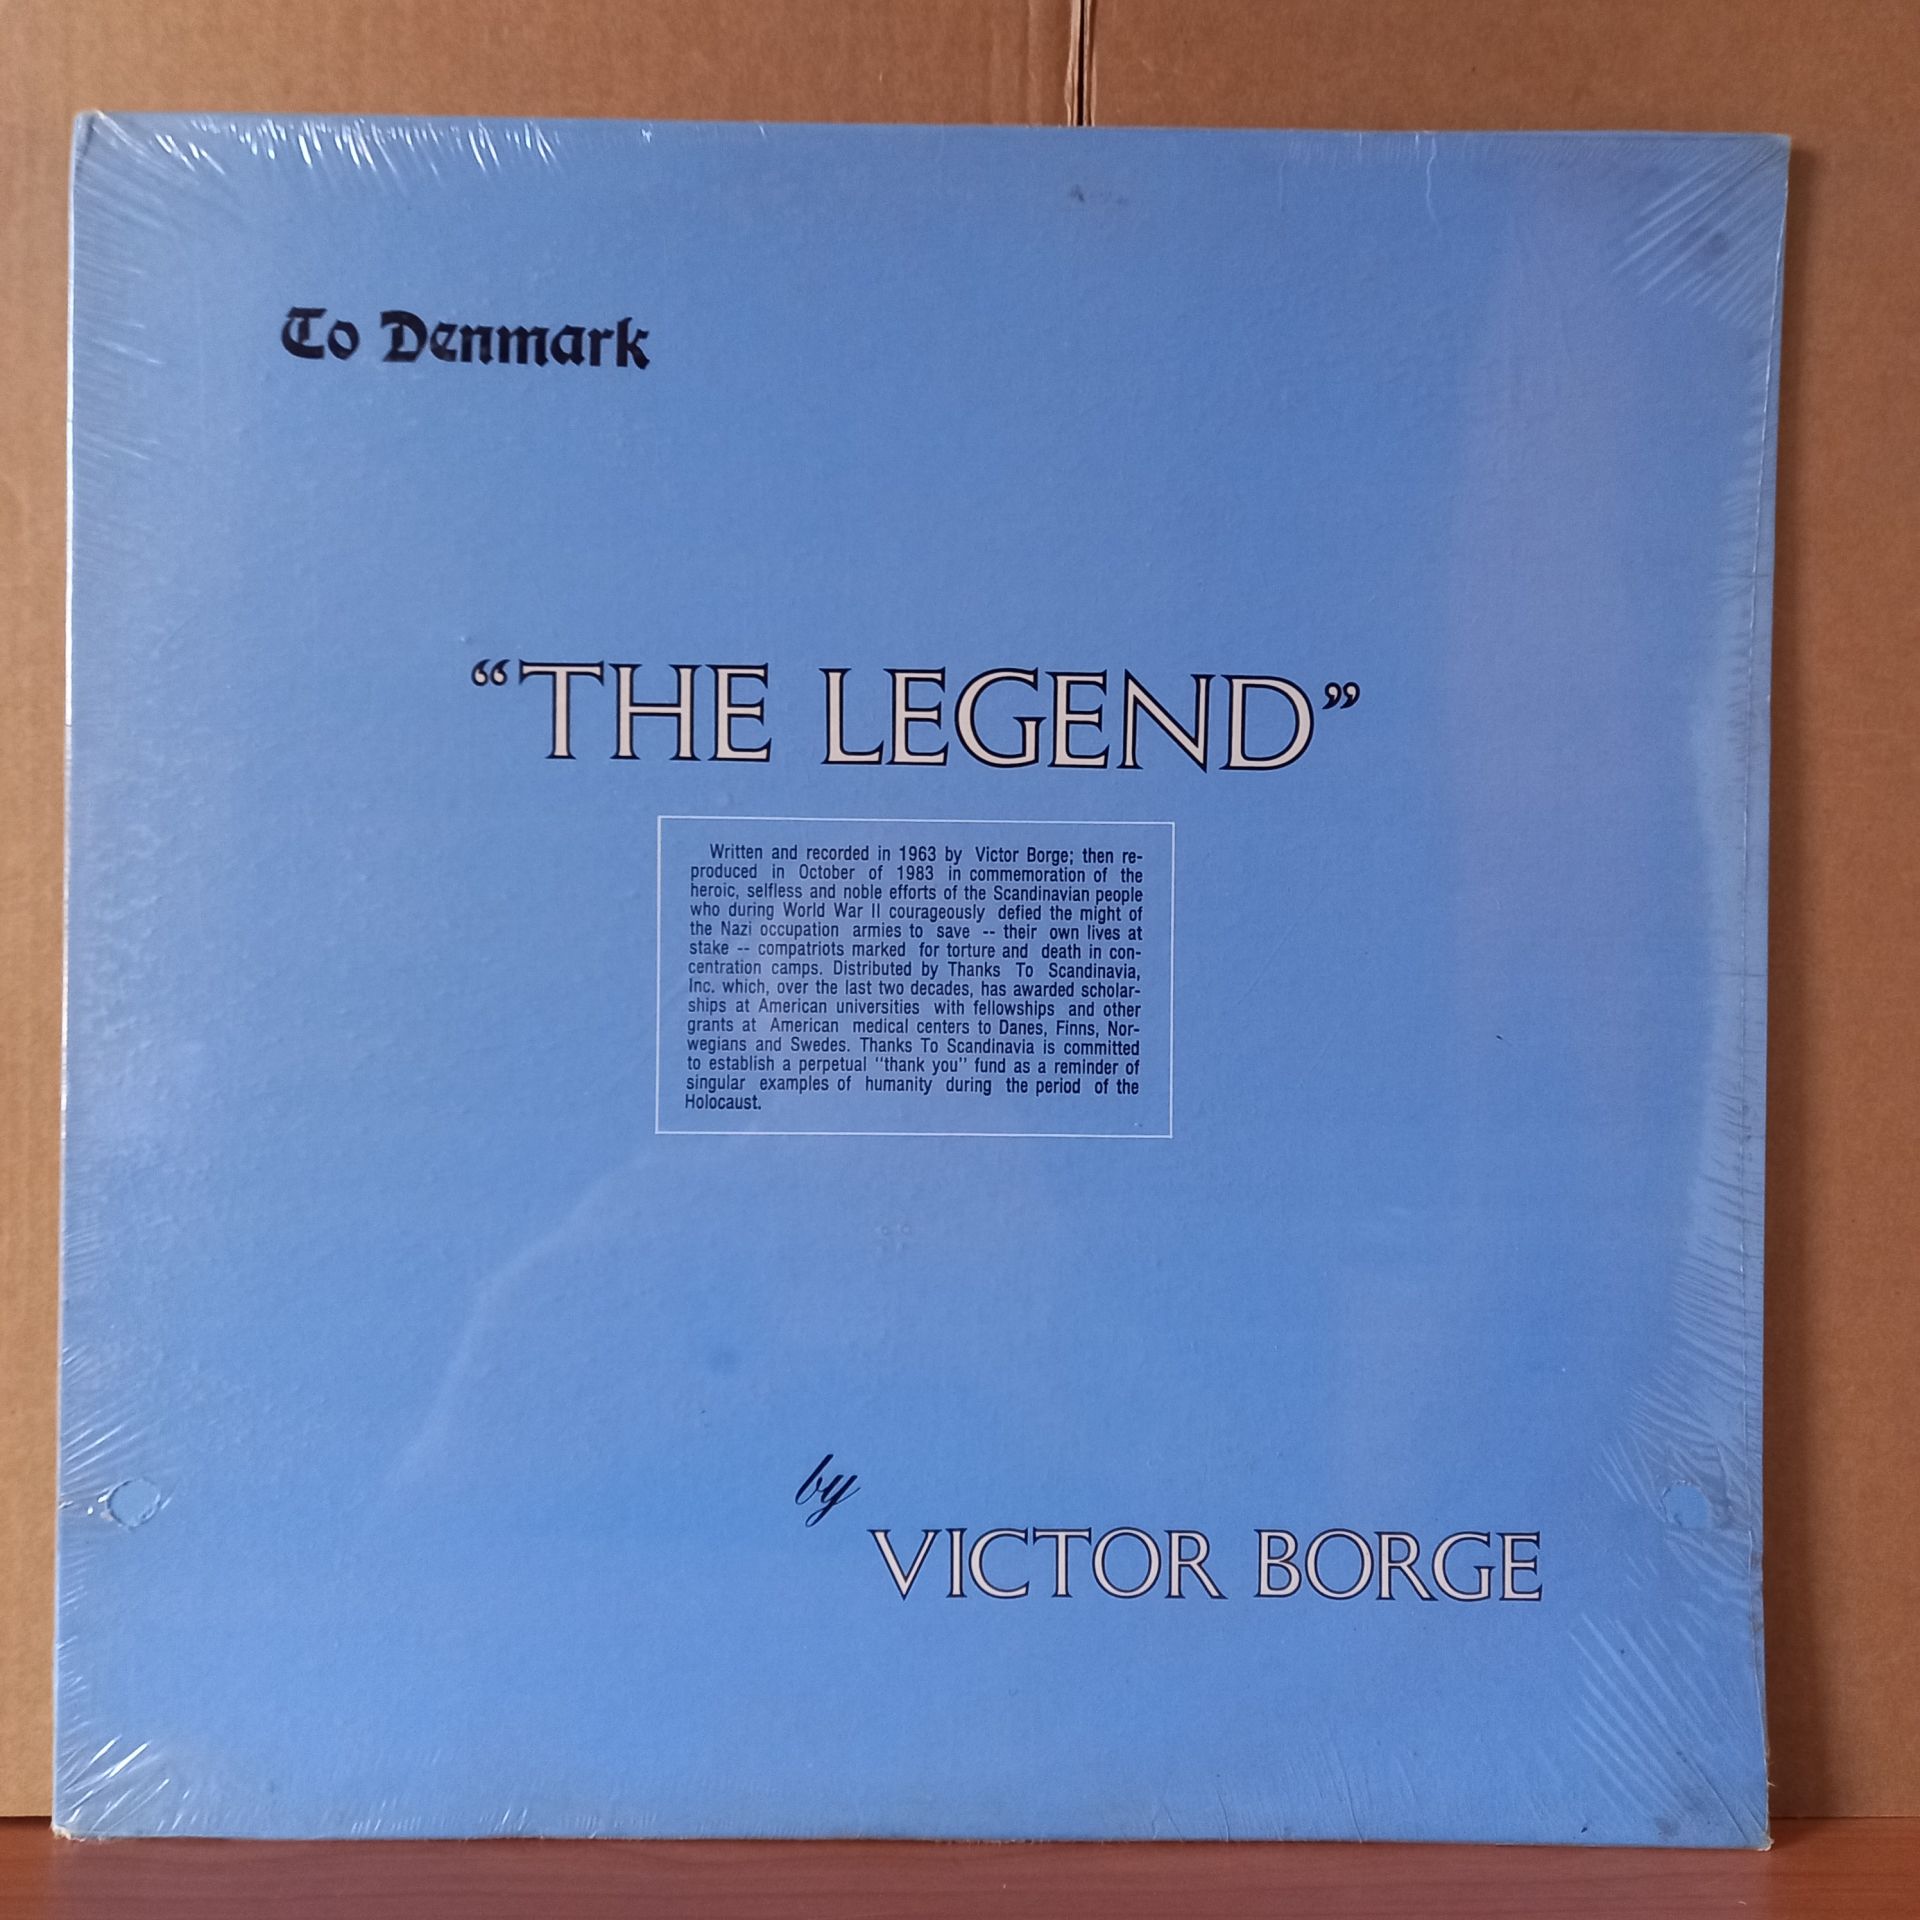 To Denmark
“THE LEGEND”
Written and recorded in 1963 by Victor Borge; then re-
produced in October of 1983 in commemoration of the
heroic, selfless and noble efforts of the Scandinavian people
who during World War II courageously defied the might of
the Nazi occupation armies to save -- their own lives at
stake -- compatriots marked for torture and death in con-
centration camps. Distributed by Thanks To Scandinavia,
Inc. which, over the last two decades, has awarded scholar-
ships at American universities with fellowships and other
grants at American medical centers to Danes, Finns, Nor-
wegians and Swedes. Thanks To Scandinavia is committed
to establish a perpetual “thank you” fund as a reminder of
singular examples of humanity during the period of the
Holocaust.
by
VICTOR BORGE